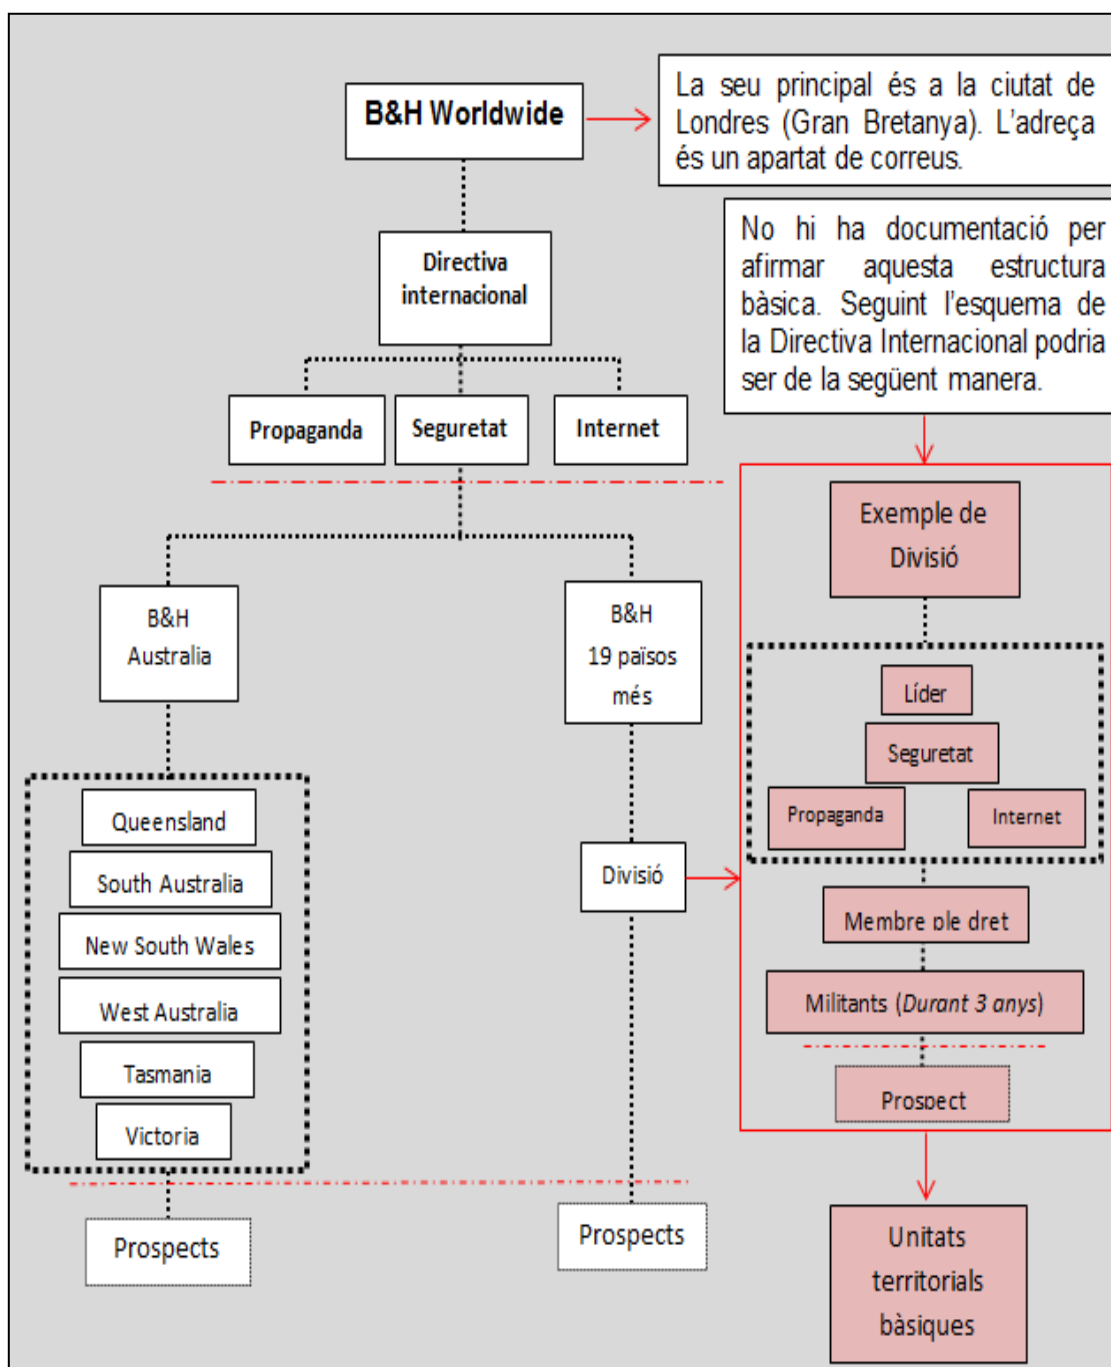 B&H Worldwide
La seu principal és a la ciutat de
Londres (Gran Bretanya). L'adreça
és un apartat de correus.
No hi ha documentació per
afirmar aquesta estructura
bàsica. Seguint l'esquema de
la Directiva Internacional podria
ser de la següent manera.
Directiva
internacional
Propaganda
Seguretat
Internet
B&H
Australia
B&H
19 països
més
Queensland
South Australia
New South Wales
West Australia
Tasmania
Victoria
Prospects
Divisió
Prospects
Exemple de
Divisió
Líder
Seguretat
Propaganda
Internet
Membre ple dret
Militants (Durant 3 anys)
Prospect
Unitats
territorials
bàsiques